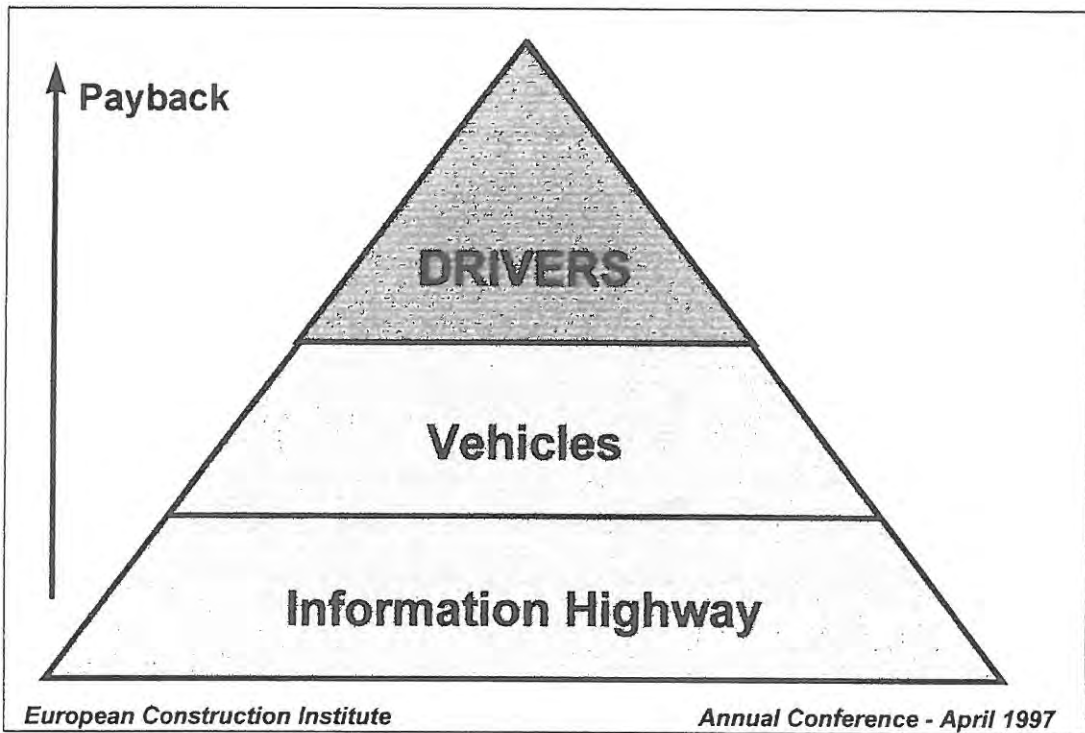 Payback
DRIVERS
Vehicles
Information Highway
European Construction Institute
Annual Conference - April 1997